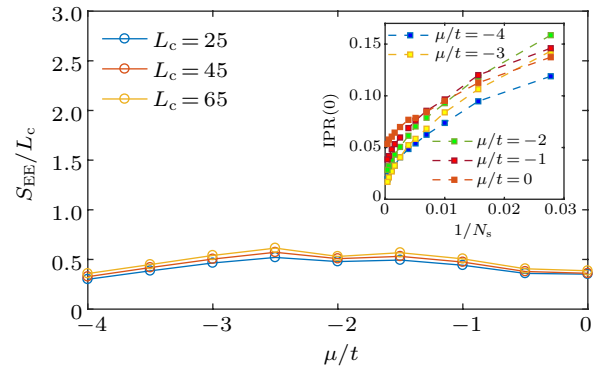 3.0
2.5
2.0
1.5
1.0
0.5
0
S_EE/L_c
L_c = 25
L_c = 45
L_c = 65
−4
−3
−2
−1
0
μ/t
0.15
0.10
0.05
0
IPR(0)
μ/t = −4
μ/t = −3
μ/t = −2
μ/t = −1
μ/t = 0
0
0.01
0.02
0.03
1/N_s